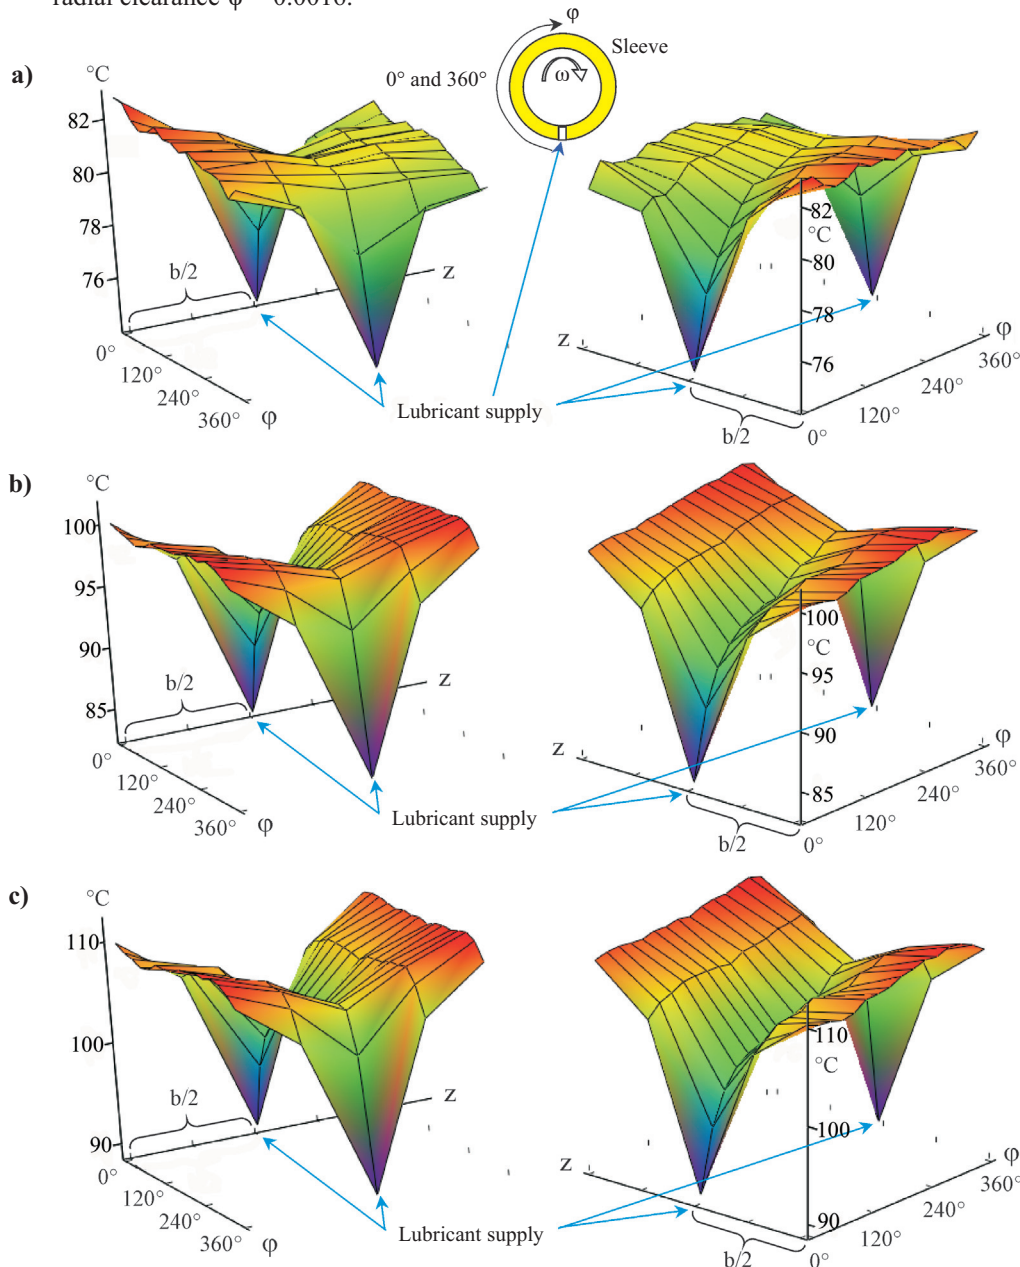 radial clearance ψ = 0.0016.
a)
°C
82
80
78
76
b/2
0°
120°
240°
360°
φ
z
φ
Sleeve
0° and 360°
ω
Lubricant supply
82
°C
80
78
76
z
b/2
0°
120°
240°
360°
φ
b)
°C
100
95
90
85
b/2
0°
120°
240°
360°
φ
z
Lubricant supply
100
°C
95
90
85
z
b/2
0°
120°
240°
360°
φ
c)
°C
110
100
90
b/2
0°
120°
240°
360°
φ
z
Lubricant supply
110
°C
100
90
z
b/2
0°
120°
240°
360°
φ